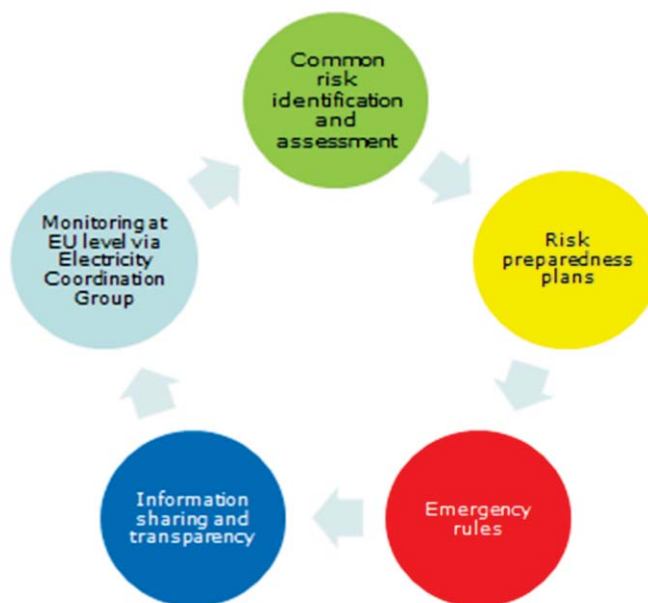 Common
risk
identification
and
assessment
Risk
preparedness
plans
Emergency
rules
Information
sharing and
transparency
Monitoring at
EU level via
Electricity
Coordination
Group